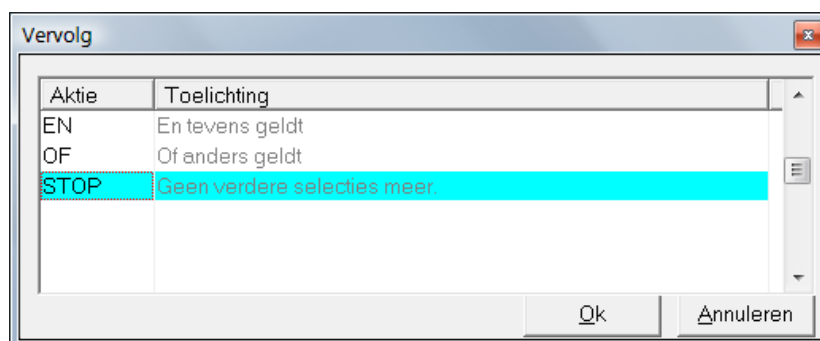 Vervolg
Aktie Toelichting
EN En tevens geldt
OF Of anders geldt
STOP Geen verdere selecties meer.
Ok Annuleren